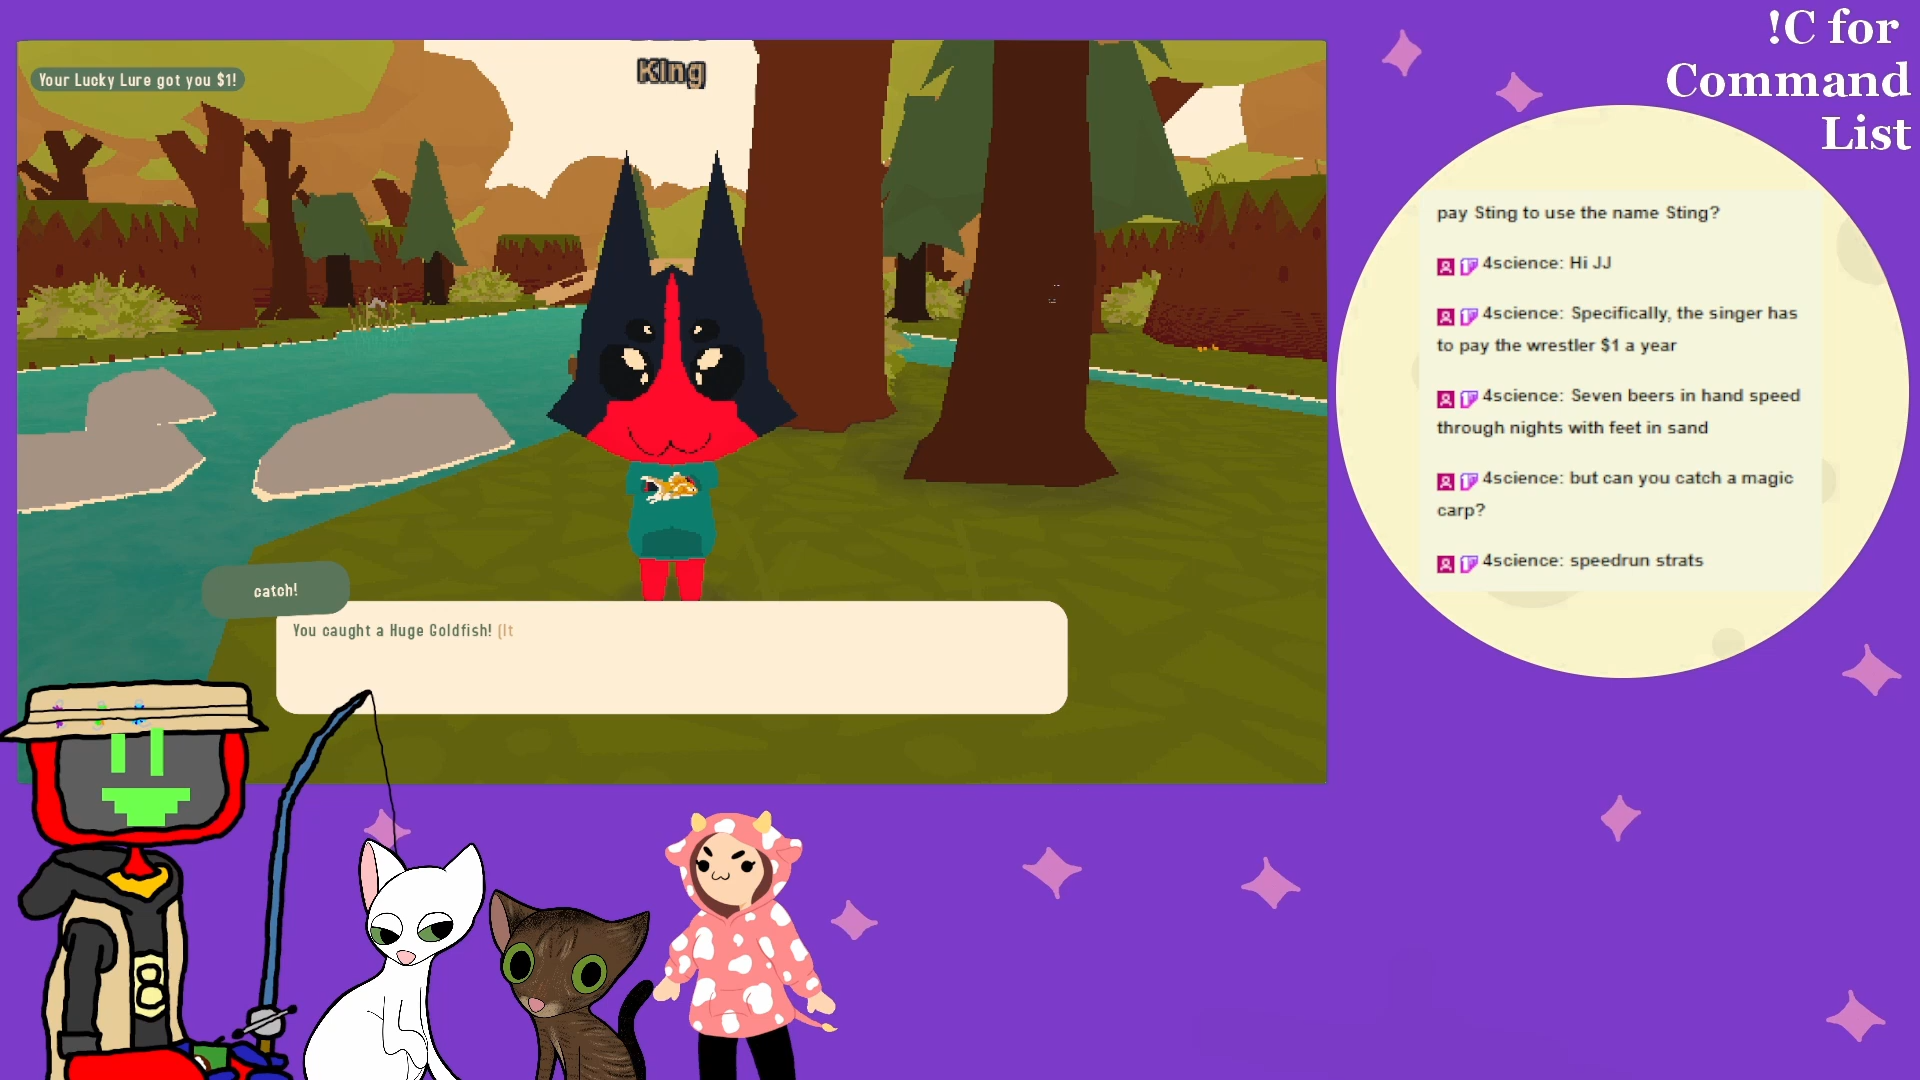 !C for
Command
List
Your Lucky Lure got you $1!
King
pay Sting to use the name Sting?
4science: Hi JJ
4science: Specifically, the singer has
to pay the wrestler $1 a year
4science: Seven beers in hand speed
through nights with feet in sand
4science: but can you catch a magic
carp?
4science: speedrun strats
catch!
You caught a Huge Goldfish! (It
8